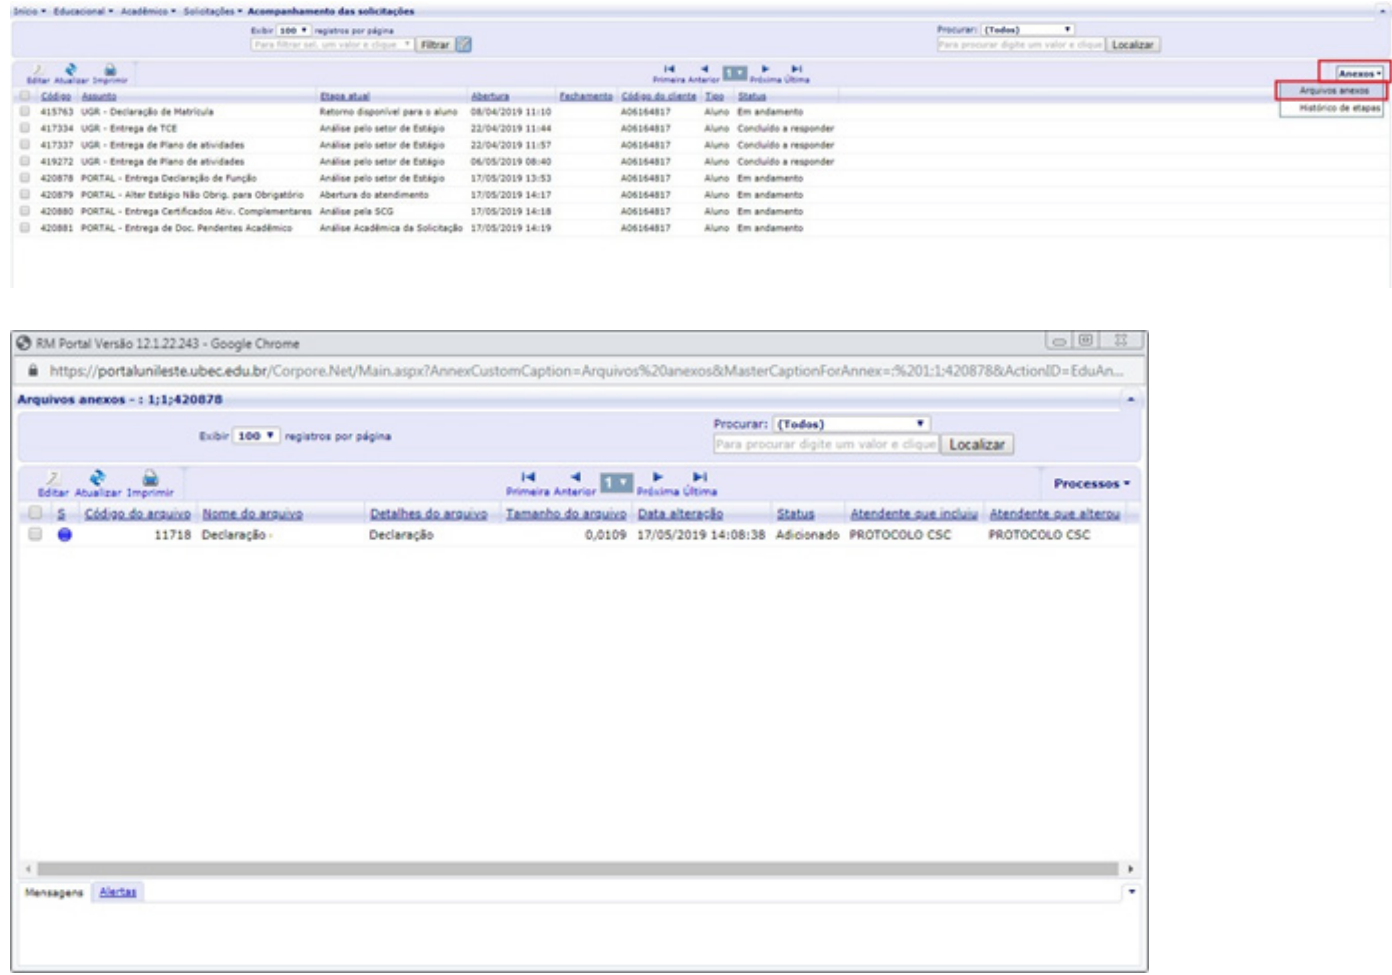 Início Educacional Acadêmico Solicitações Acompanhamento das solicitações
Exibir 100 registros por página
Procurar: (Todos)
Para filtrar sel. um valor e clique Filtrar
Para procurar digite um valor e clique Localizar
Editar Atualizar Imprimir
Primeira Anterior 1 Próxima Última
Anexos
Arquivos anexos
Histórico de etapas
Código Assunto Etapa atual Abertura Fechamento Código do cliente Tipo Status
415763 UGR - Declaração de Matrícula Retorno disponível para o aluno 08/04/2019 11:10 A06164817 Aluno Em andamento
417334 UGR - Entrega de TCE Análise pelo setor de Estágio 22/04/2019 11:44 A06164817 Aluno Concluído a responder
417337 UGR - Entrega de Plano de atividades Análise pelo setor de Estágio 22/04/2019 11:57 A06164817 Aluno Concluído a responder
419272 UGR - Entrega de Plano de atividades Análise pelo setor de Estágio 06/05/2019 08:40 A06164817 Aluno Concluído a responder
420878 PORTAL - Entrega Declaração de Função Análise pelo setor de Estágio 17/05/2019 13:53 A06164817 Aluno Em andamento
420879 PORTAL - Alter Estágio Não Obrig. para Obrigatório Abertura do atendimento 17/05/2019 14:17 A06164817 Aluno Em andamento
420880 PORTAL - Entrega Certificados Ativ. Complementares Análise pela SCG 17/05/2019 14:18 A06164817 Aluno Em andamento
420881 PORTAL - Entrega de Doc. Pendentes Acadêmico Análise Acadêmica da Solicitação 17/05/2019 14:19 A06164817 Aluno Em andamento
RM Portal Versão 12.1.22.243 - Google Chrome
https://portalunileste.ubec.edu.br/Corpore.Net/Main.aspx?AnnexCustomCaption=Arquivos%20anexos&MasterCaptionForAnnex=:%201;1;420878&ActionID=EduAn...
Arquivos anexos - : 1;1;420878
Exibir 100 registros por página
Procurar: (Todos)
Para procurar digite um valor e clique Localizar
Editar Atualizar Imprimir
Primeira Anterior 1 Próxima Última
Processos
S Código do arquivo Nome do arquivo Detalhes do arquivo Tamanho do arquivo Data alteração Status Atendente que incluiu Atendente que alterou
11718 Declaração Declaração 0,0109 17/05/2019 14:08:38 Adicionado PROTOCOLO CSC PROTOCOLO CSC
Mensagens Alertas